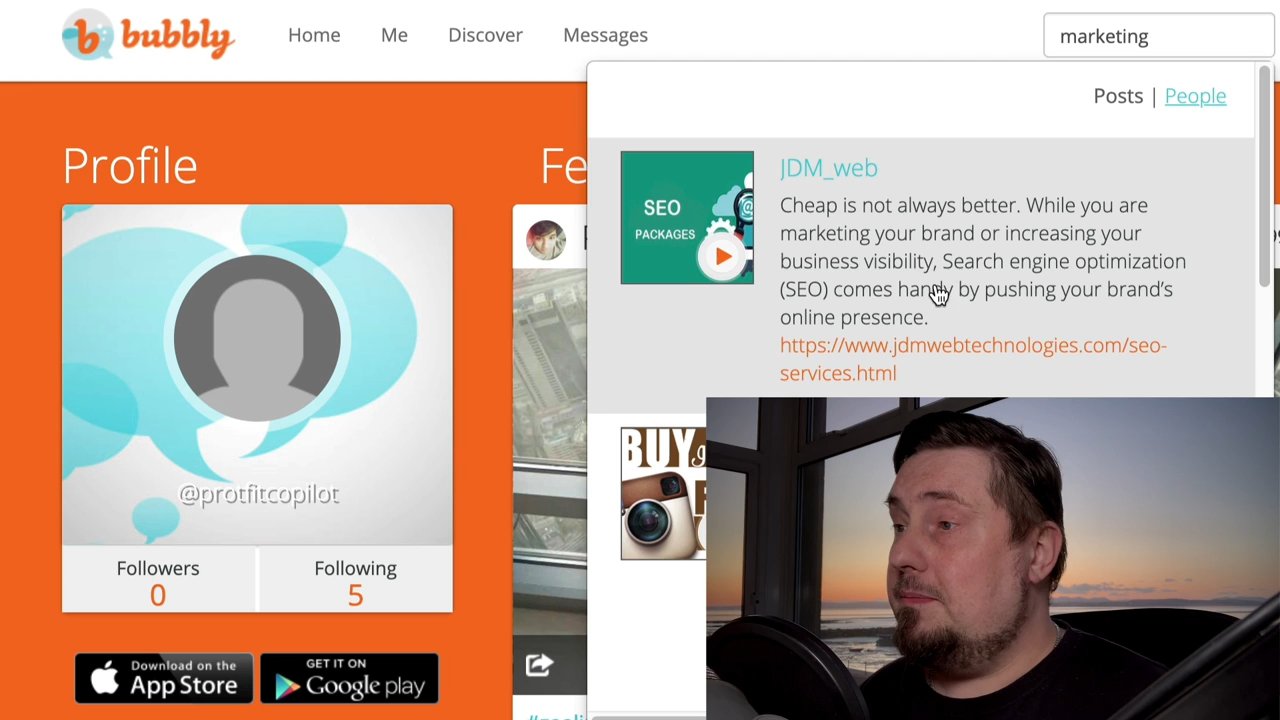 bubbly
Home
Me
Discover
Messages
marketing
Posts | People
Profile
Fe
JDM_web
Cheap is not always better. While you are
marketing your brand or increasing your
business visibility, Search engine optimization
(SEO) comes handy by pushing your brand's
online presence.
https://www.jdmwebtechnologies.com/seo-
services.html
SEO
PACKAGES
BUY
@protfitcopilot
Followers
0
Following
5
Download on the
App Store
GET IT ON
Google play